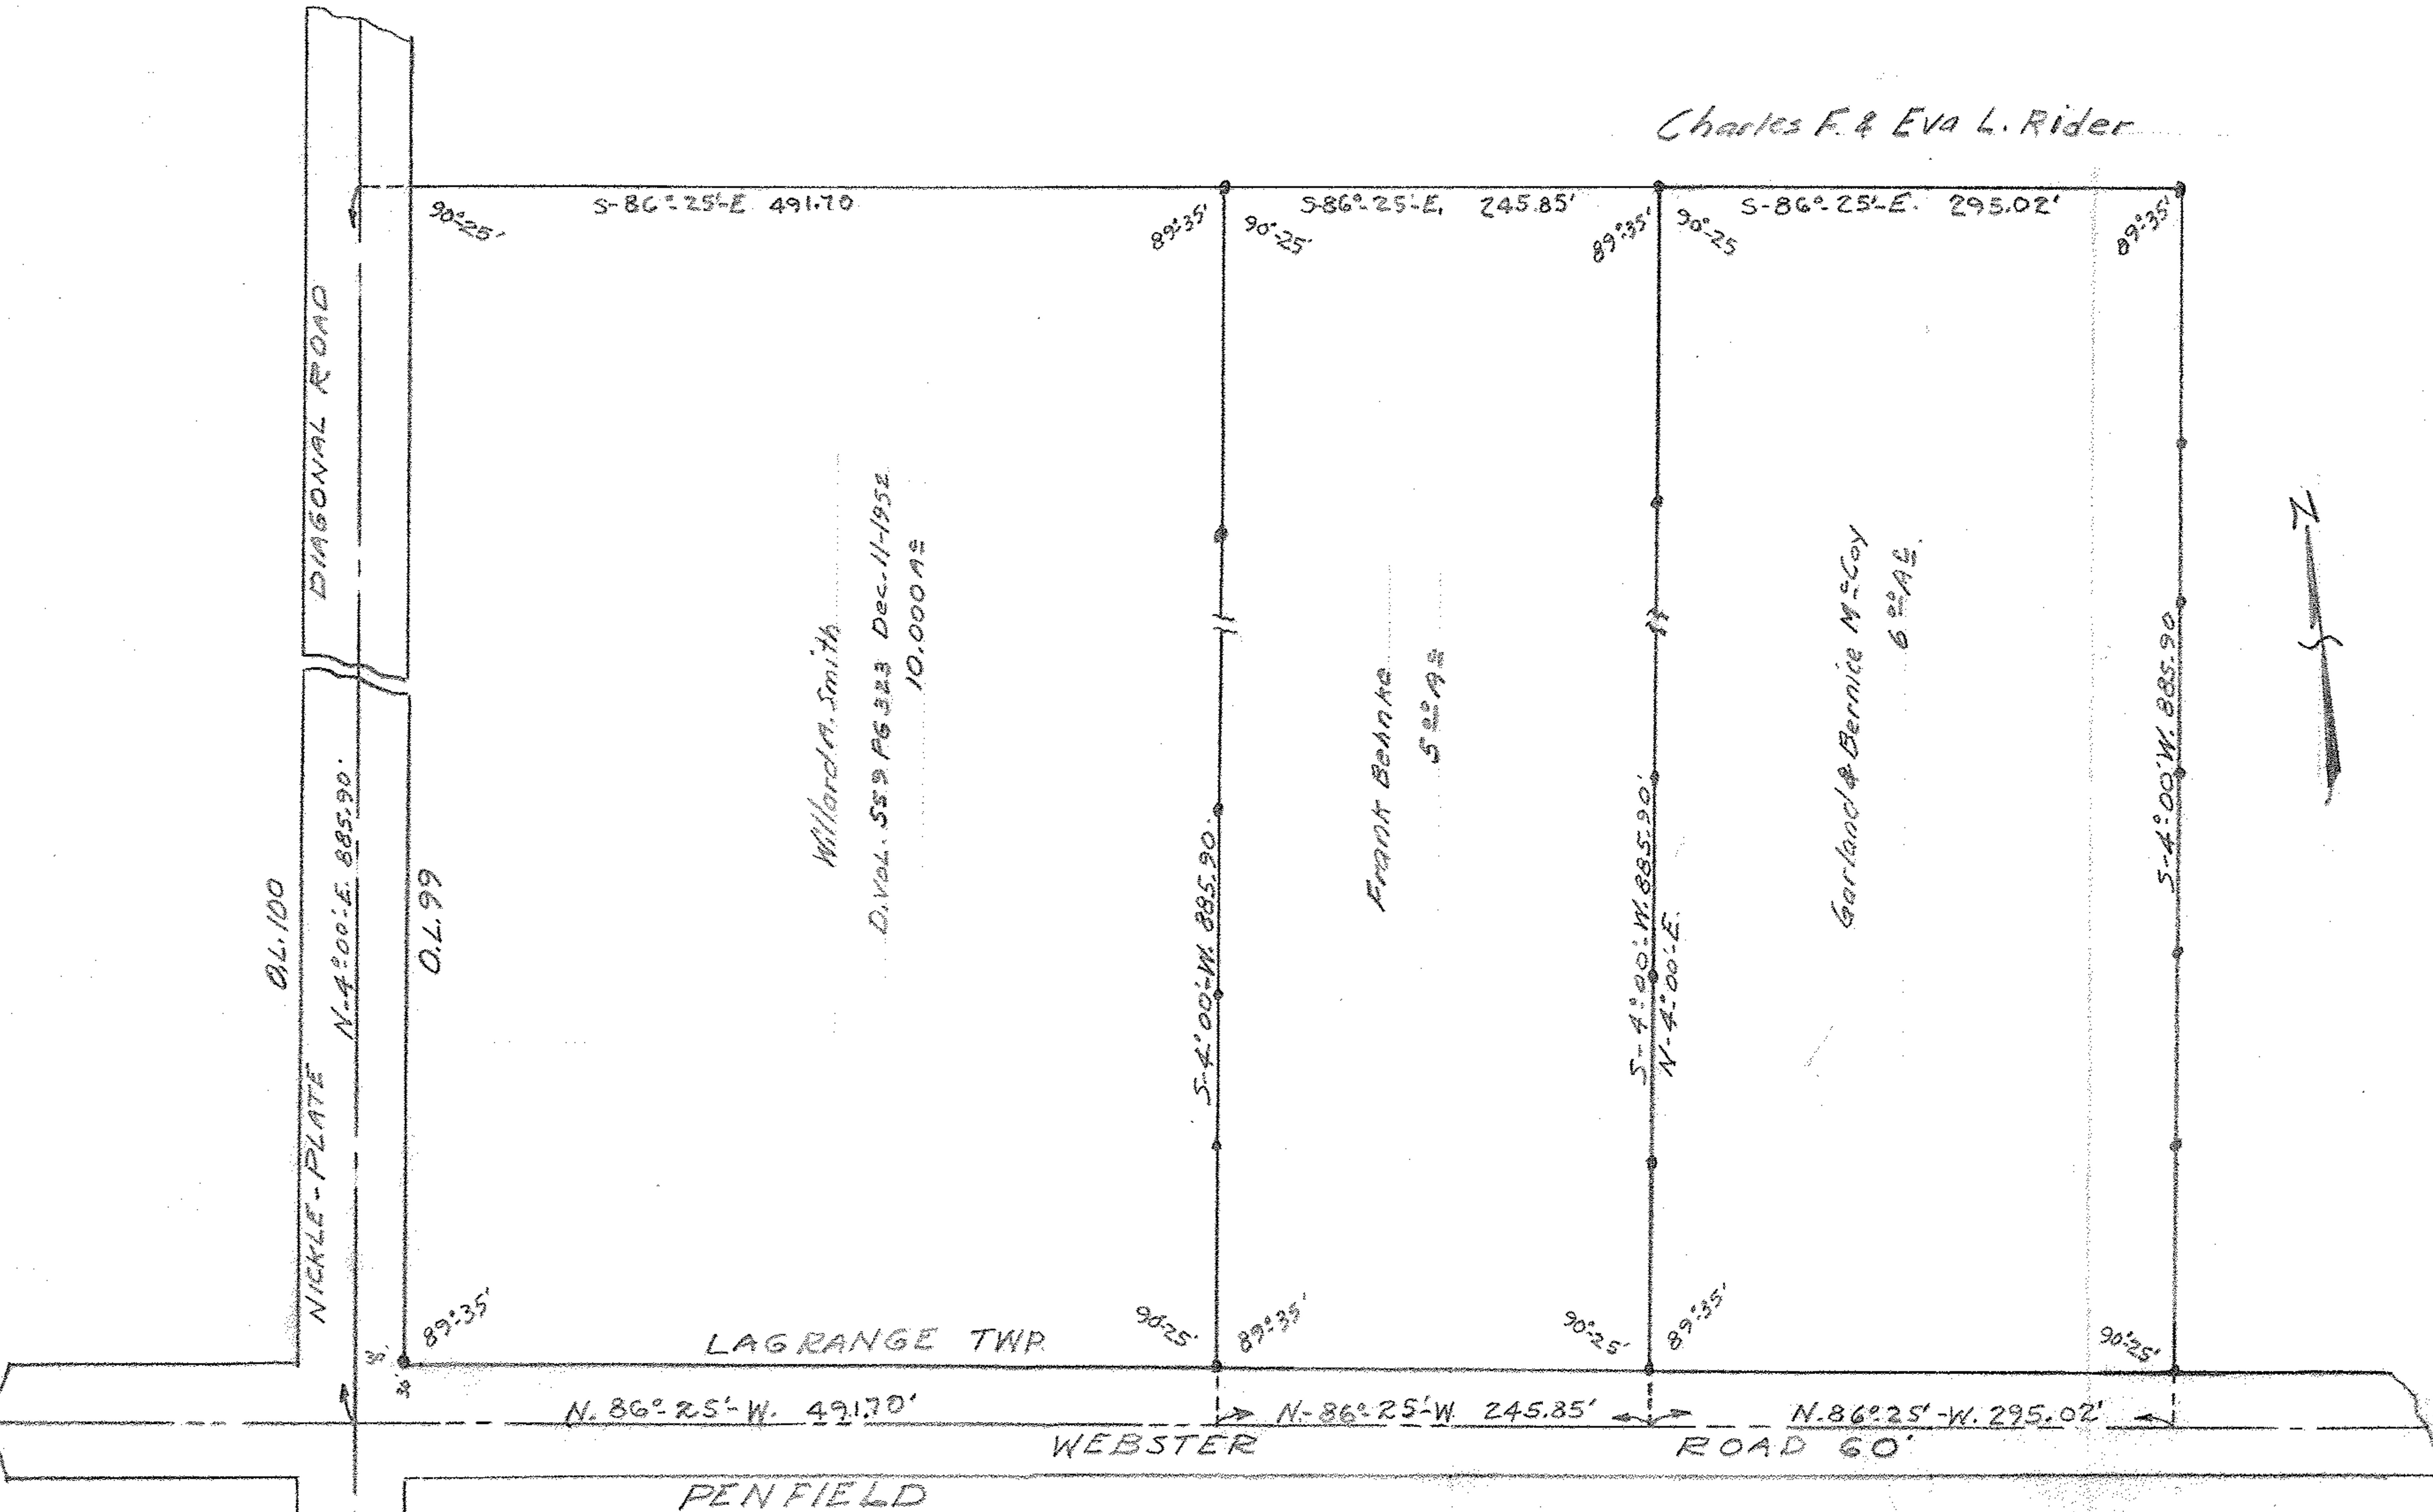 Charles F. & Eva L. Rider
S-86°-25'-E 491.70
S-86°-25'-E. 245.85'
S-86°-25'-E. 295.02'
90°-25'
89°-35'
90°-25'
89°-35'
90°-25
89°-35'
DIAGONAL ROAD
NICKLE-PLATE
N-4°-00'-E. 885.90'
O.L. 100
O.L. 99
Willard A. Smith
D. VOL. 559 PG 323 Dec-11-1952
10.000 Ac
S-4°00'-W. 885.90'
Frank Behnke
5 00 Ac
S-4°-00'-W. 885.90'
N-4°-00'-E.
Garland & Bernice McCoy
6 00 Ac.
S-4°-00' W. 885.90
N
89°-35'
90°-25'
89°-35'
90°-25'
89°-35'
90°-25'
30'
30'
LAGRANGE TWP.
N. 86°-25'-W. 491.70'
N-86°-25'-W 245.85'
N. 86°25'-W. 295.02'
WEBSTER ROAD 60'
PENFIELD